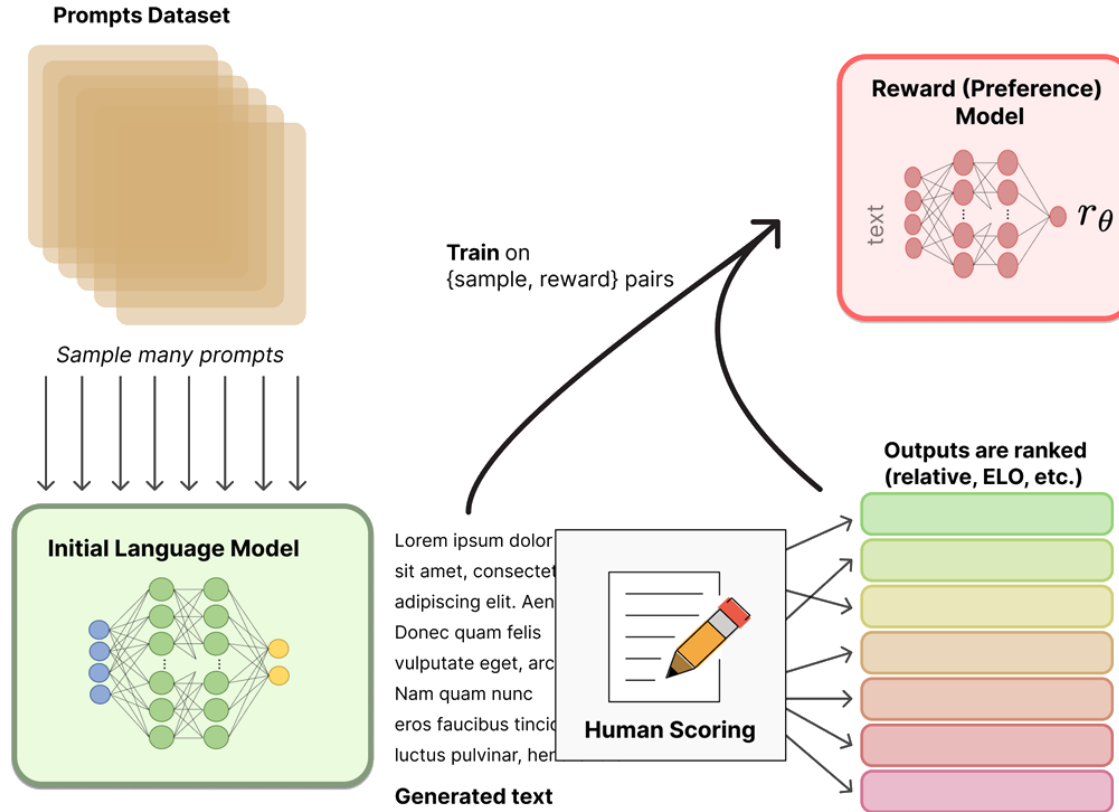 Prompts Dataset
Sample many prompts
Initial Language Model
Lorem ipsum dolor
sit amet, consectet
adipiscing elit. Aen
Donec quam felis
vulputate eget, arc
Nam quam nunc
eros faucibus tincid
luctus pulvinar, her
Generated text
Human Scoring
Train on
{sample, reward} pairs
Reward (Preference)
Model
text
rθ
Outputs are ranked
(relative, ELO, etc.)